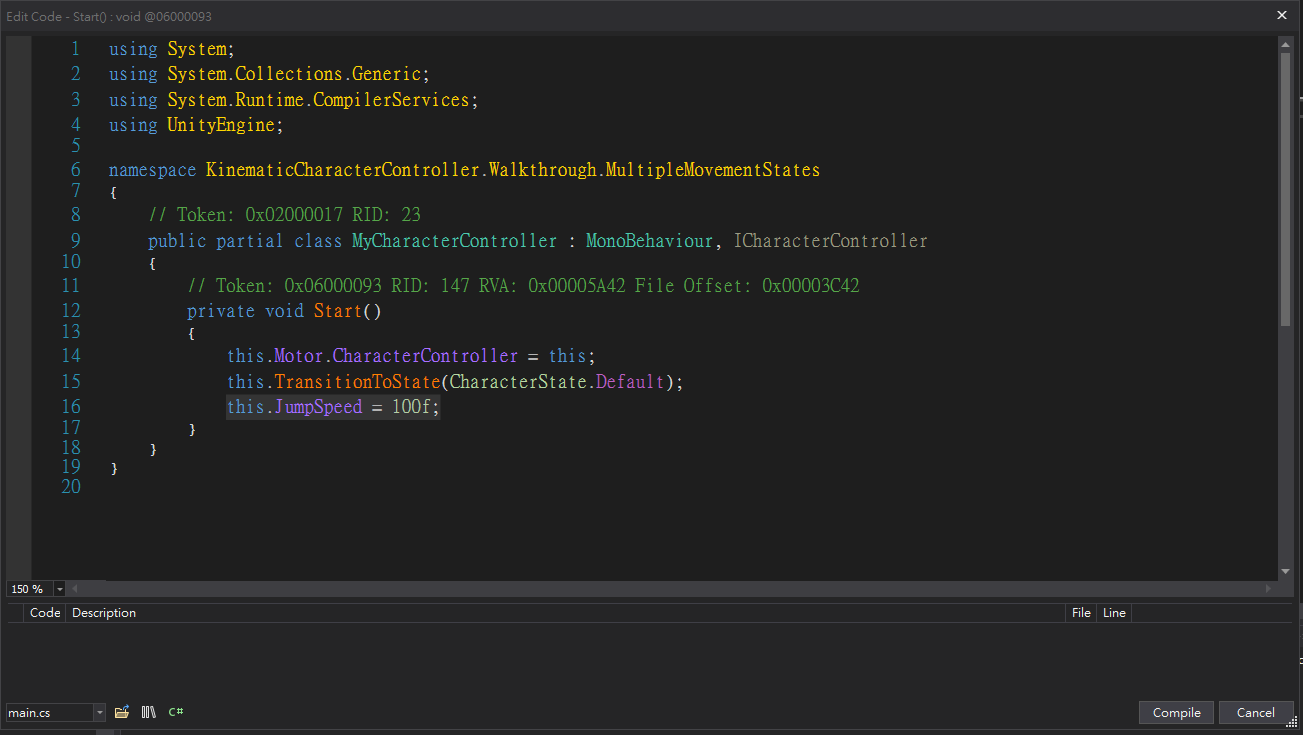 Edit Code - Start() : void @06000093
1 using System;
2 using System.Collections.Generic;
3 using System.Runtime.CompilerServices;
4 using UnityEngine;
5
6 namespace KinematicCharacterController.Walkthrough.MultipleMovementStates
7 {
8 // Token: 0x02000017 RID: 23
9 public partial class MyCharacterController : MonoBehaviour, ICharacterController
10 {
11 // Token: 0x06000093 RID: 147 RVA: 0x00005A42 File Offset: 0x00003C42
12 private void Start()
13 {
14 this.Motor.CharacterController = this;
15 this.TransitionToState(CharacterState.Default);
16 this.JumpSpeed = 100f;
17 }
18 }
19 }
20
150 %
Code Description File Line
main.cs C# Compile Cancel